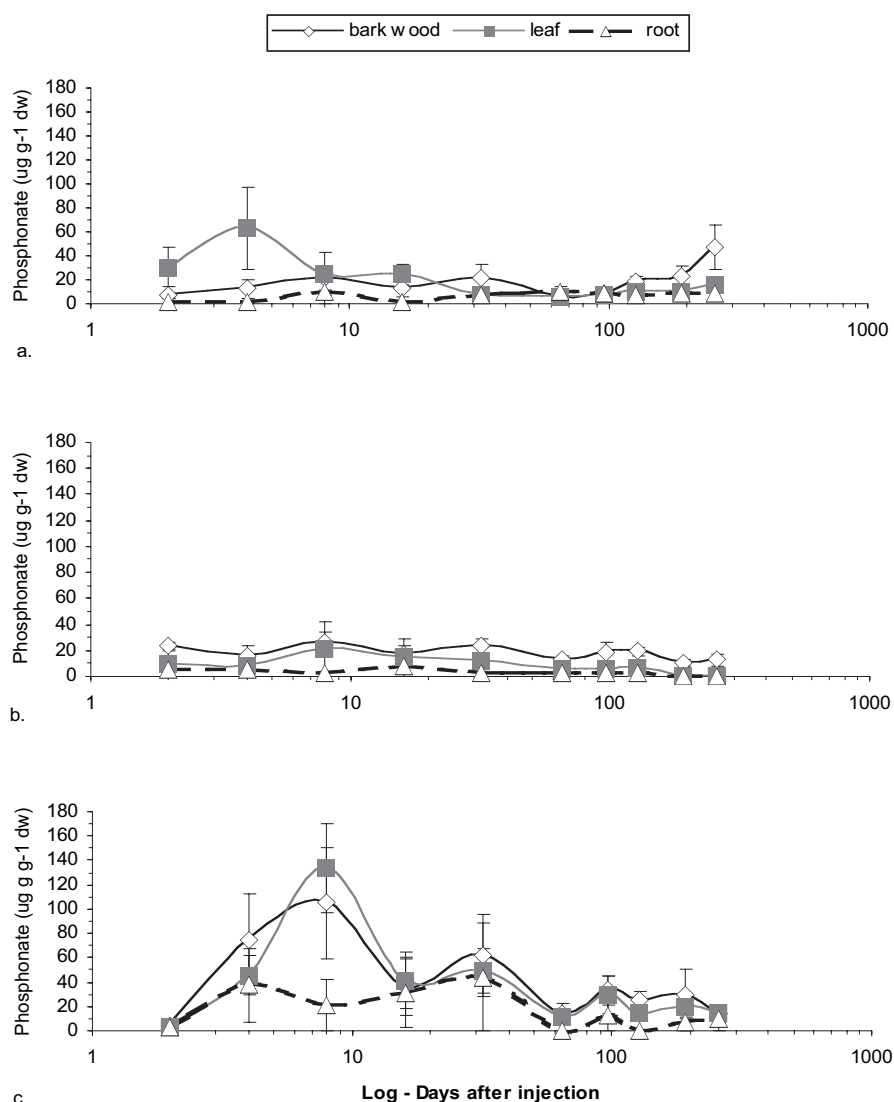 bark w ood leaf root
180
160
140
120
100
80
60
40
20
0
Phosphonate (ug g-1 dw)
1 10 100 1000
a.
180
160
140
120
100
80
60
40
20
0
Phosphonate (ug g-1 dw)
1 10 100 1000
b.
180
160
140
120
100
80
60
40
20
0
Phosphonate (ug g g-1 dw)
1 10 100 1000
c
Log - Days after injection